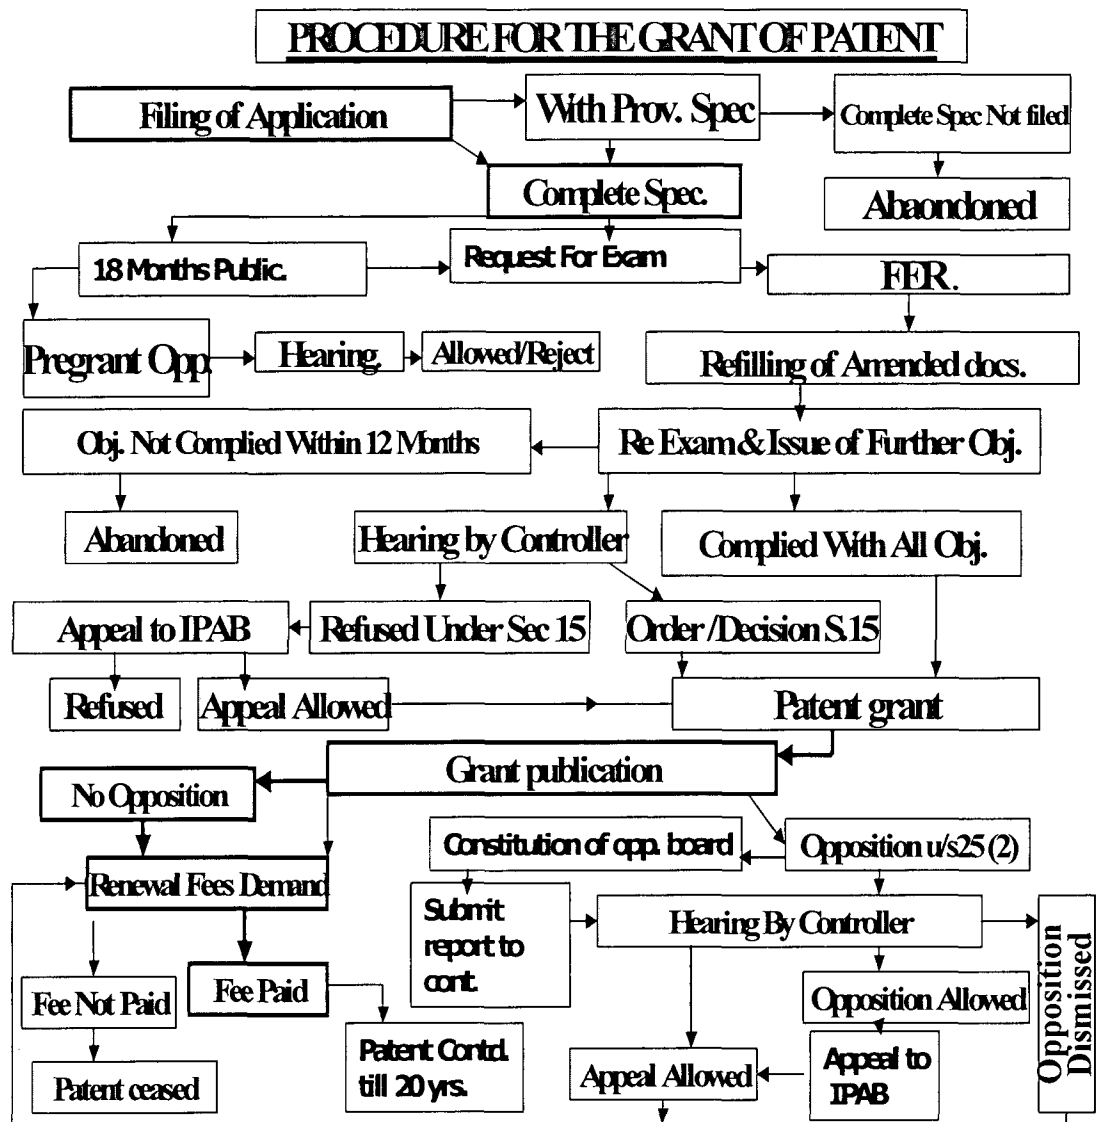 PROCEDURE FOR THE GRANT OF PATENT
Filing of Application
With Prov. Spec
Complete Spec Not filed
Complete Spec.
Abaondoned
18 Months Public.
Request For Exam
FER.
Pregrant Opp.
Hearing.
Allowed/Reject
Refilling of Amended docs.
Obj. Not Complied Within 12 Months
Re Exam & Issue of Further Obj.
Abandoned
Hearing by Controller
Complied With All Obj.
Appeal to IPAB
Refused Under Sec 15
Order /Decision S.15
Refused
Appeal Allowed
Patent grant
Grant publication
No Opposition
Constitution of opp. board
Opposition u/s25 (2)
Renewal Fees Demand
Submit
report to
cont.
Hearing By Controller
Opposition
Dismissed
Fee Not Paid
Fee Paid
Opposition Allowed
Patent ceased
Patent Contd.
till 20 yrs.
Appeal Allowed
Appeal to
IPAB